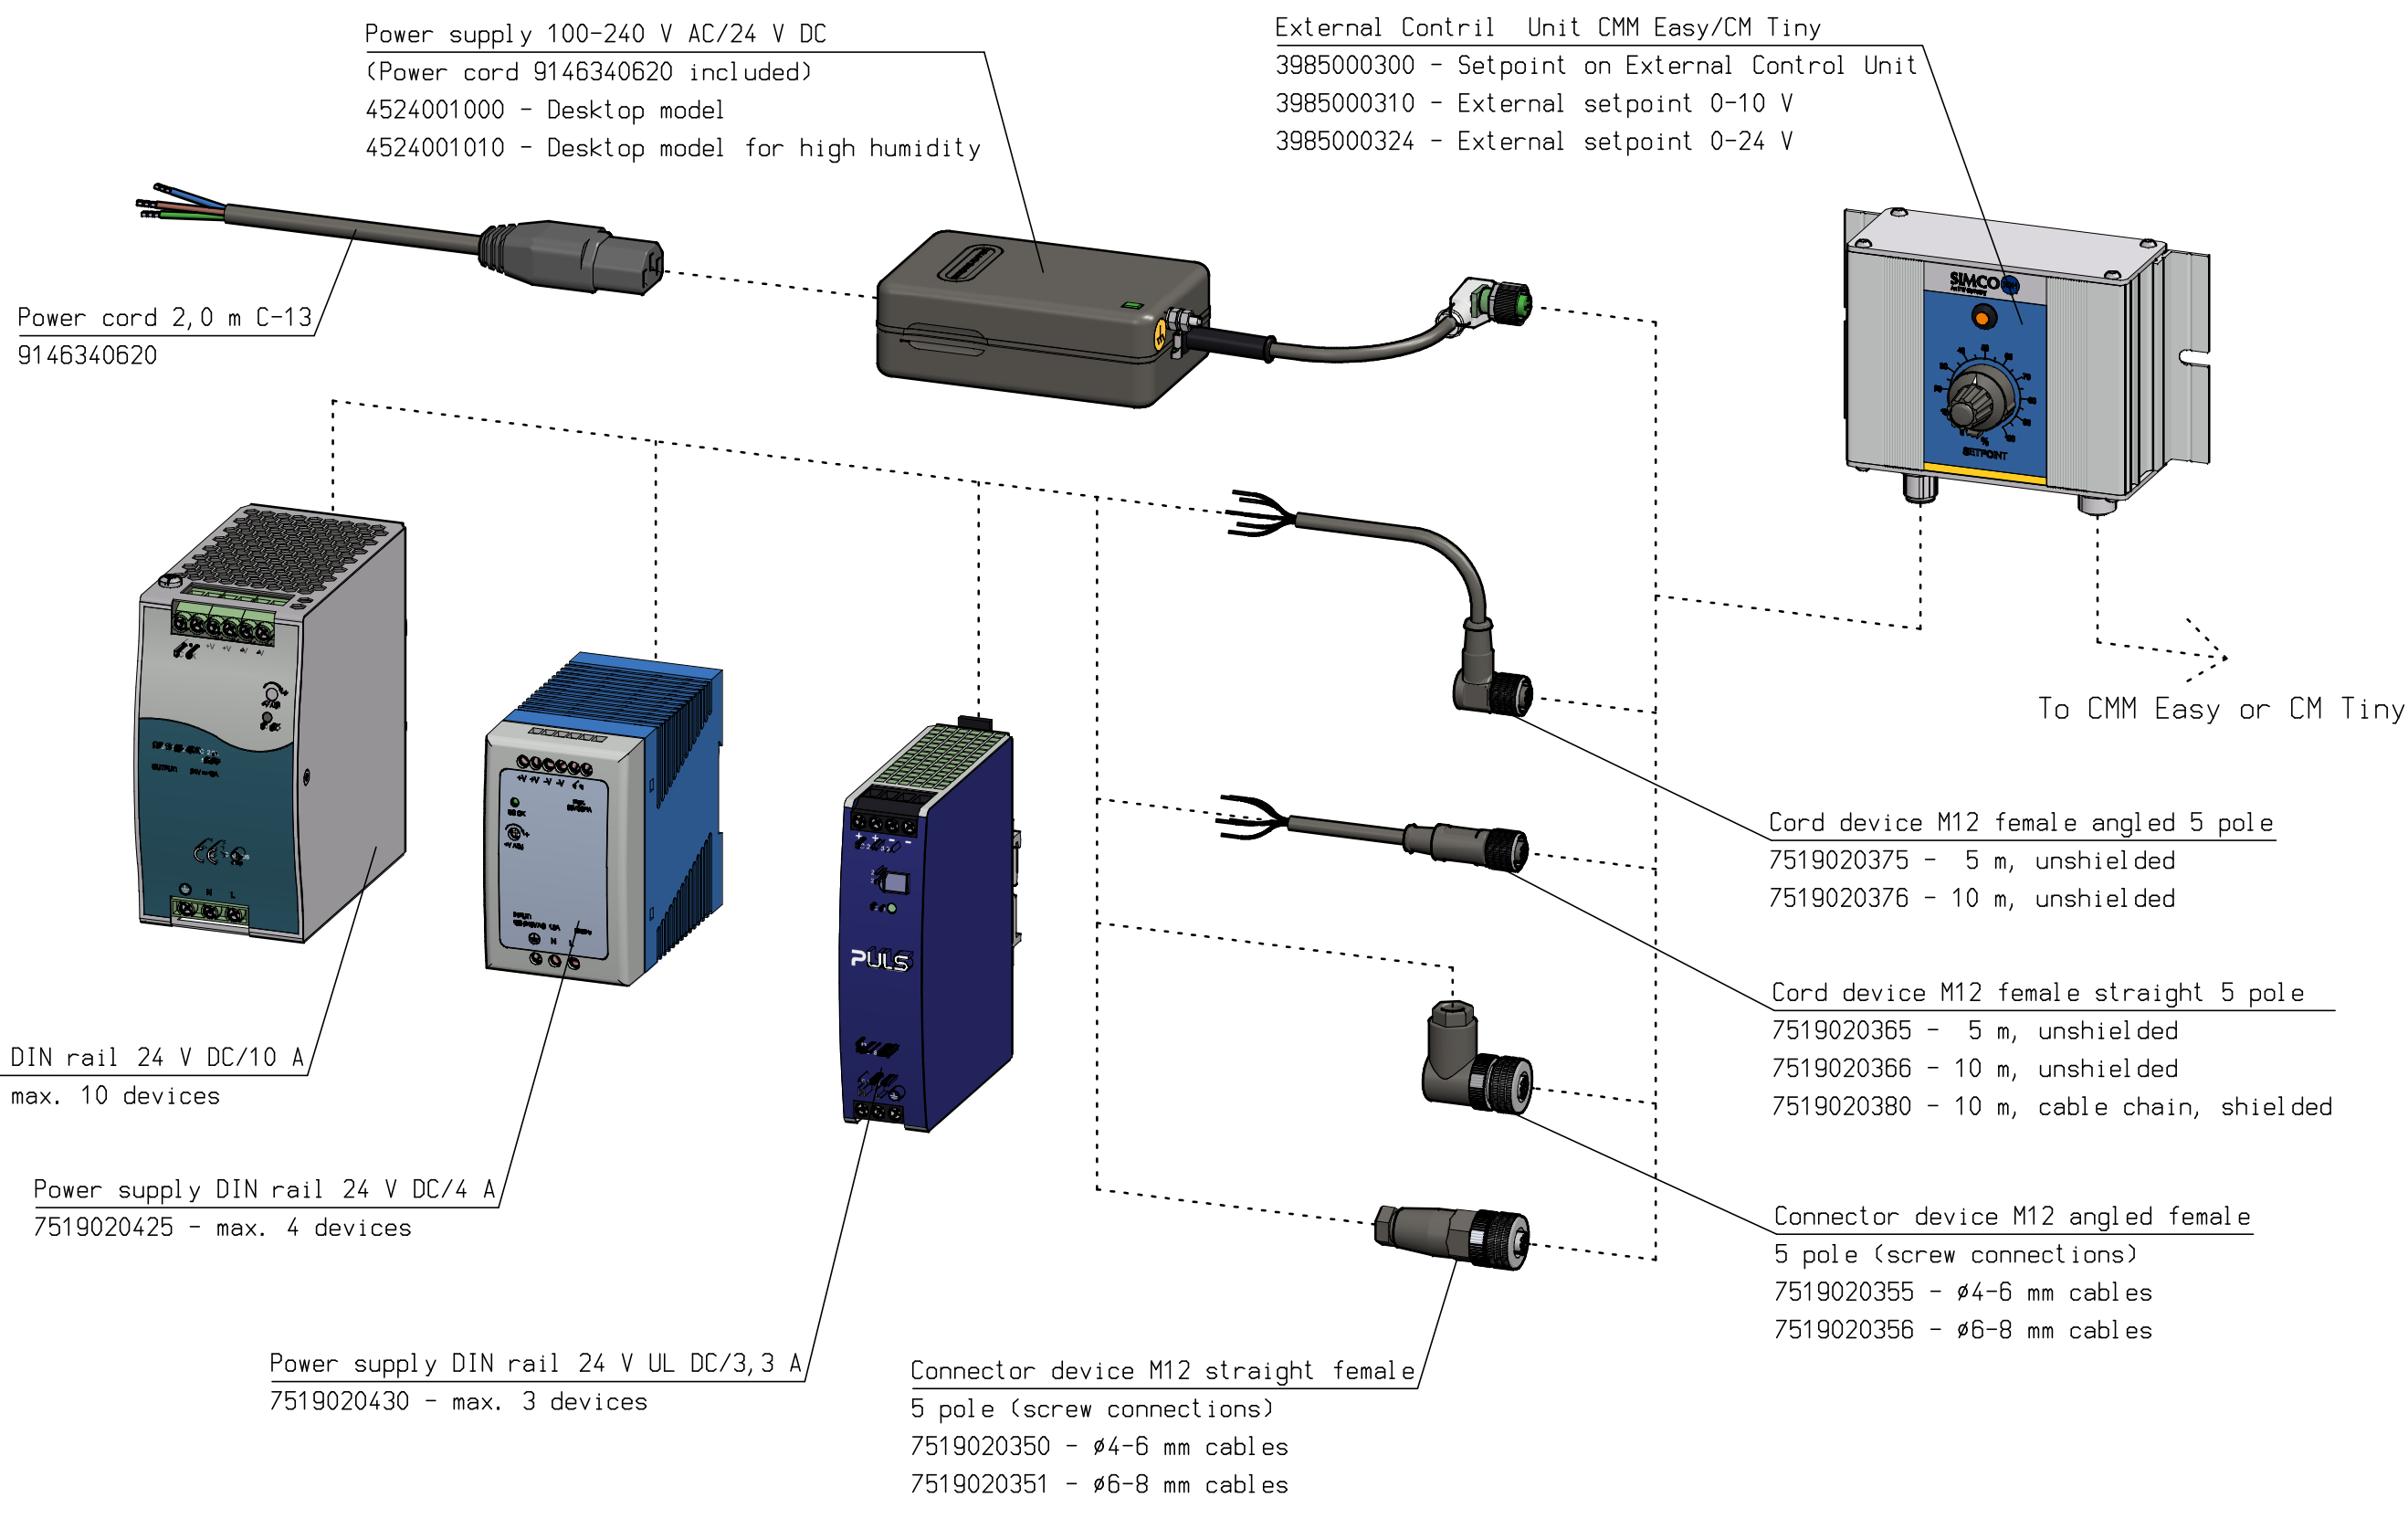 Power supply 100-240 V AC/24 V DC
(Power cord 9146340620 included)
4524001000 - Desktop model
4524001010 - Desktop model for high humidity
External Contril Unit CMM Easy/CM Tiny
3985000300 - Setpoint on External Control Unit
3985000310 - External setpoint 0-10 V
3985000324 - External setpoint 0-24 V
Power cord 2,0 m C-13
9146340620
SIMCO
SETPOINT
%
To CMM Easy or CM Tiny
N L
+V +V -V -V
N L
PULS
Cord device M12 female angled 5 pole
7519020375 - 5 m, unshielded
7519020376 - 10 m, unshielded
Cord device M12 female straight 5 pole
7519020365 - 5 m, unshielded
7519020366 - 10 m, unshielded
7519020380 - 10 m, cable chain, shielded
DIN rail 24 V DC/10 A
max. 10 devices
Power supply DIN rail 24 V DC/4 A
7519020425 - max. 4 devices
Connector device M12 angled female
5 pole (screw connections)
7519020355 - ø4-6 mm cables
7519020356 - ø6-8 mm cables
Power supply DIN rail 24 V UL DC/3,3 A
7519020430 - max. 3 devices
Connector device M12 straight female
5 pole (screw connections)
7519020350 - ø4-6 mm cables
7519020351 - ø6-8 mm cables